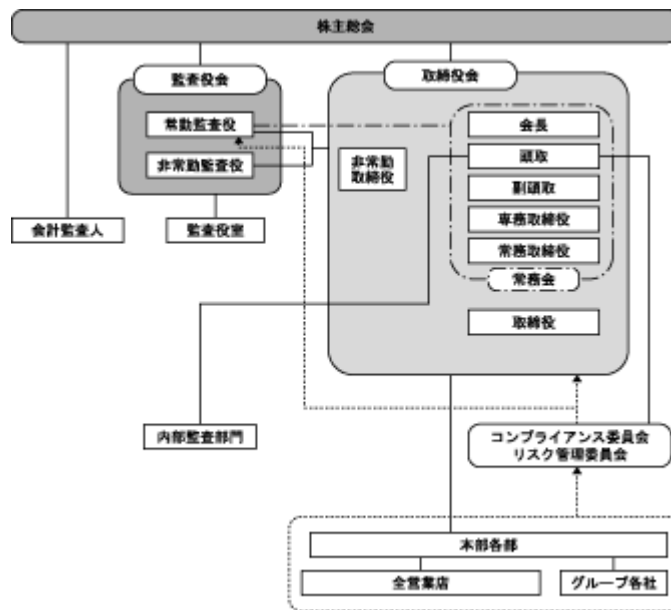 株主総会
監査役会
取締役会
常勤監査役
会長
非常勤監査役
非常勤
取締役
頭取
副頭取
専務取締役
常務取締役
常務会
会計監査人
監査役室
取締役
内部監査部門
コンプライアンス委員会
リスク管理委員会
本部各部
全営業店
グループ各社